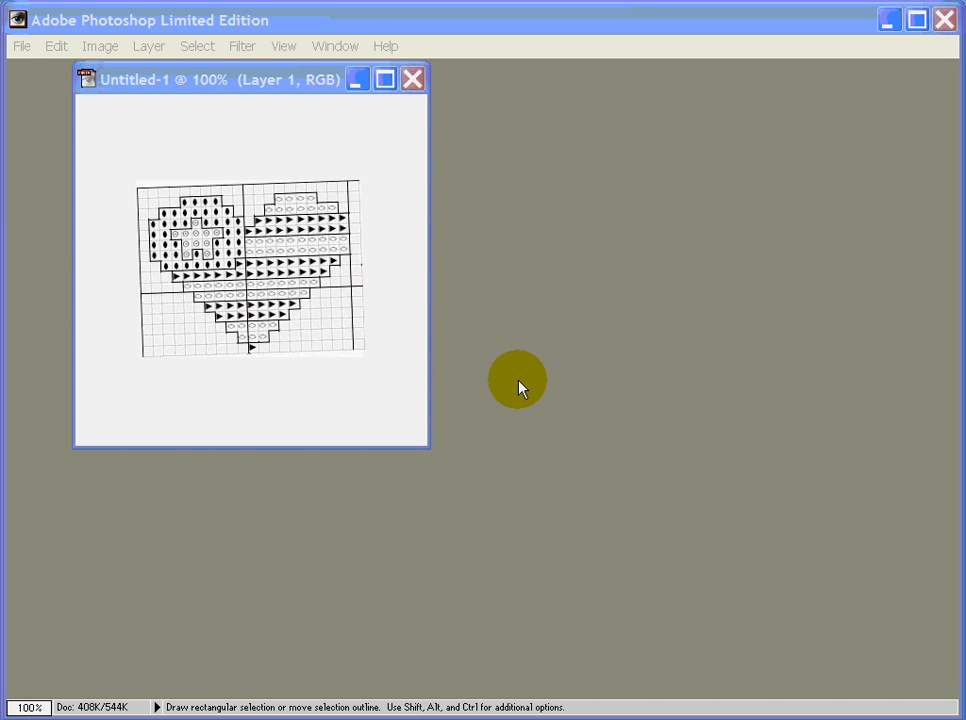 Adobe Photoshop Limited Edition
File Edit Image Layer Select Filter View Window Help
Untitled-1 @ 100% (Layer 1, RGB)
100% Doc: 408K/544K Draw rectangular selection or move selection outline. Use Shift, Alt, and Ctrl for additional options.